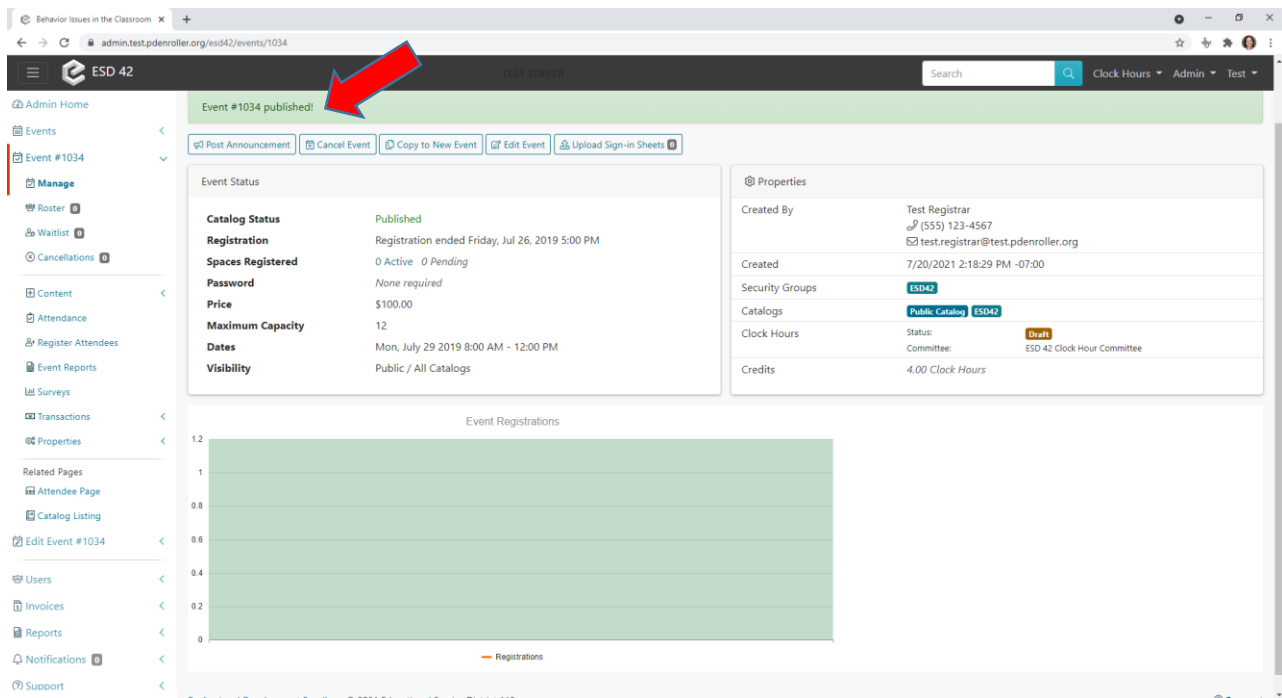 Behavior Issues in the Classroom
admin.test.pdenroller.org/esd42/events/1034
ESD 42
TEST SERVER
Search
Clock Hours
Admin
Test
Admin Home
Events
Event #1034
Manage
Roster 0
Waitlist 0
Cancellations 0
Content
Attendance
Register Attendees
Event Reports
Surveys
Transactions
Properties
Related Pages
Attendee Page
Catalog Listing
Edit Event #1034
Users
Invoices
Reports
Notifications 0
Support
Event #1034 published!
Post Announcement
Cancel Event
Copy to New Event
Edit Event
Upload Sign-in Sheets 0
Event Status
Catalog Status Published
Registration Registration ended Friday, Jul 26, 2019 5:00 PM
Spaces Registered 0 Active 0 Pending
Password None required
Price $100.00
Maximum Capacity 12
Dates Mon, July 29 2019 8:00 AM - 12:00 PM
Visibility Public / All Catalogs
Properties
Created By Test Registrar
(555) 123-4567
test.registrar@test.pdenroller.org
Created 7/20/2021 2:18:29 PM -07:00
Security Groups ESD42
Catalogs Public Catalog ESD42
Clock Hours Status: Draft
Committee: ESD 42 Clock Hour Committee
Credits 4.00 Clock Hours
Event Registrations
1.2
1
0.8
0.6
0.4
0.2
0
Registrations